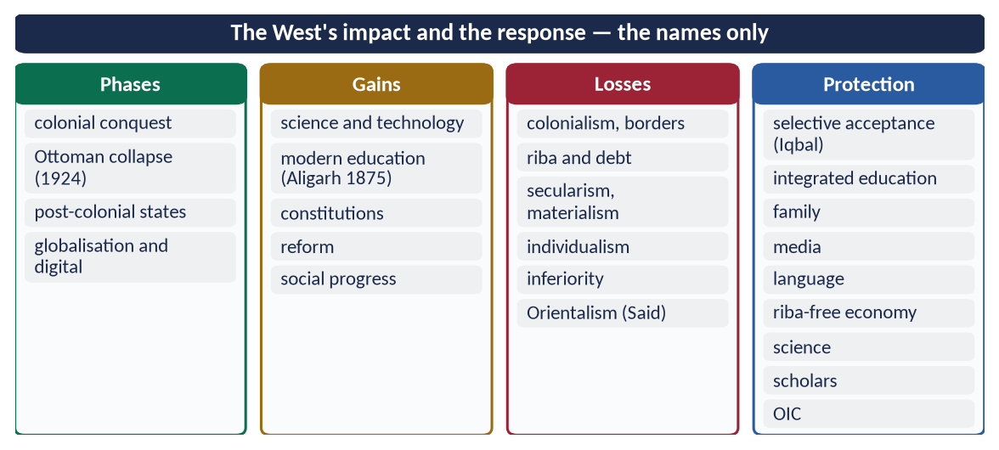 The West's impact and the response — the names only
Phases
colonial conquest
Ottoman collapse
(1924)
post-colonial states
globalisation and
digital
Gains
science and technology
modern education
(Aligarh 1875)
constitutions
reform
social progress
Losses
colonialism, borders
riba and debt
secularism,
materialism
individualism
inferiority
Orientalism (Said)
Protection
selective acceptance
(Iqbal)
integrated education
family
media
language
riba-free economy
science
scholars
OIC